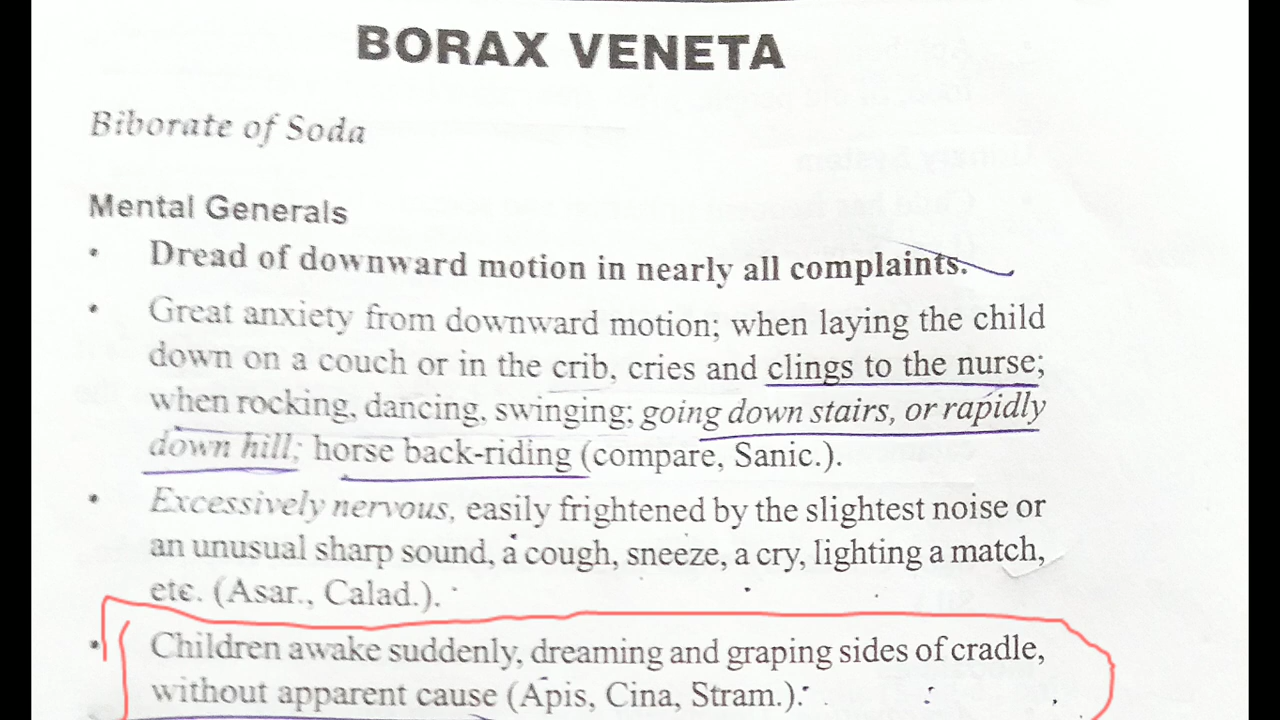 BORAX VENETA
Biborate of Soda
Mental Generals
• Dread of downward motion in nearly all complaints.
• Great anxiety from downward motion; when laying the child
down on a couch or in the crib, cries and clings to the nurse;
when rocking, dancing, swinging; going down stairs, or rapidly
down hill; horse back-riding (compare, Sanic.).
• Excessively nervous, easily frightened by the slightest noise or
an unusual sharp sound, a cough, sneeze, a cry, lighting a match,
etc. (Asar., Calad.).
• Children awake suddenly, dreaming and graping sides of cradle,
without apparent cause (Apis, Cina, Stram.).